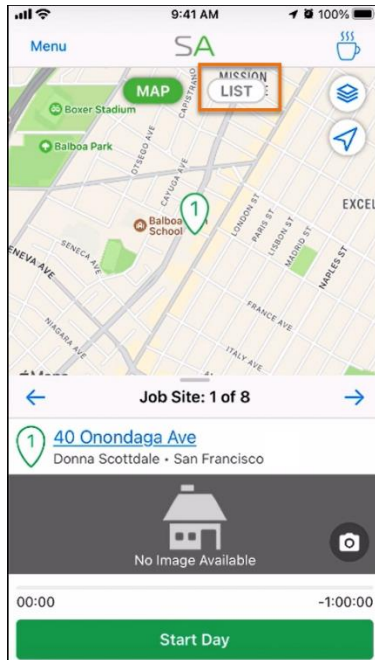 9:41 AM
100%
Menu
SA
MAP
LIST
MISSION
CAPISTRANO
Boxer Stadium
OTSEGO AVE
Balboa Park
CAYUGA AVE
EXCEL
1
Balboa
School
LONDON ST
PARIS ST
LISBON ST
MADRID ST
NAPLES ST
SENECA AVE
NEVA AVE
FRANCE AVE
NIAGARA AVE
ITALY AVE
Job Site: 1 of 8
1
40 Onondaga Ave
Donna Scottdale • San Francisco
No Image Available
00:00
-1:00:00
Start Day